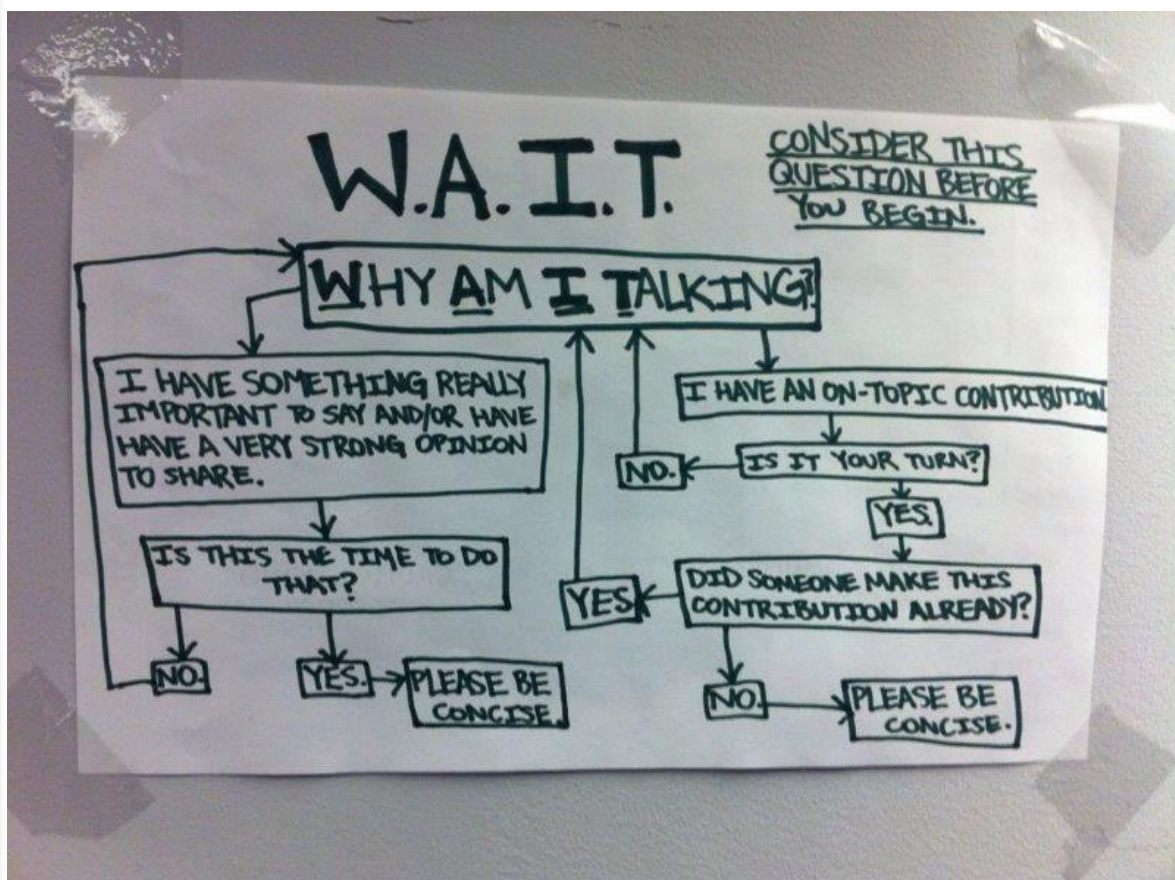 W.A.I.T.
CONSIDER THIS
QUESTION BEFORE
YOU BEGIN.
WHY AM I TALKING?
I HAVE SOMETHING REALLY
IMPORTANT TO SAY AND/OR HAVE
HAVE A VERY STRONG OPINION
TO SHARE.
IS THIS THE TIME TO DO
THAT?
NO.
YES.
PLEASE BE
CONCISE.
I HAVE AN ON-TOPIC CONTRIBUTION
IS IT YOUR TURN?
NO.
YES.
DID SOMEONE MAKE THIS
CONTRIBUTION ALREADY?
YES
NO.
PLEASE BE
CONCISE.